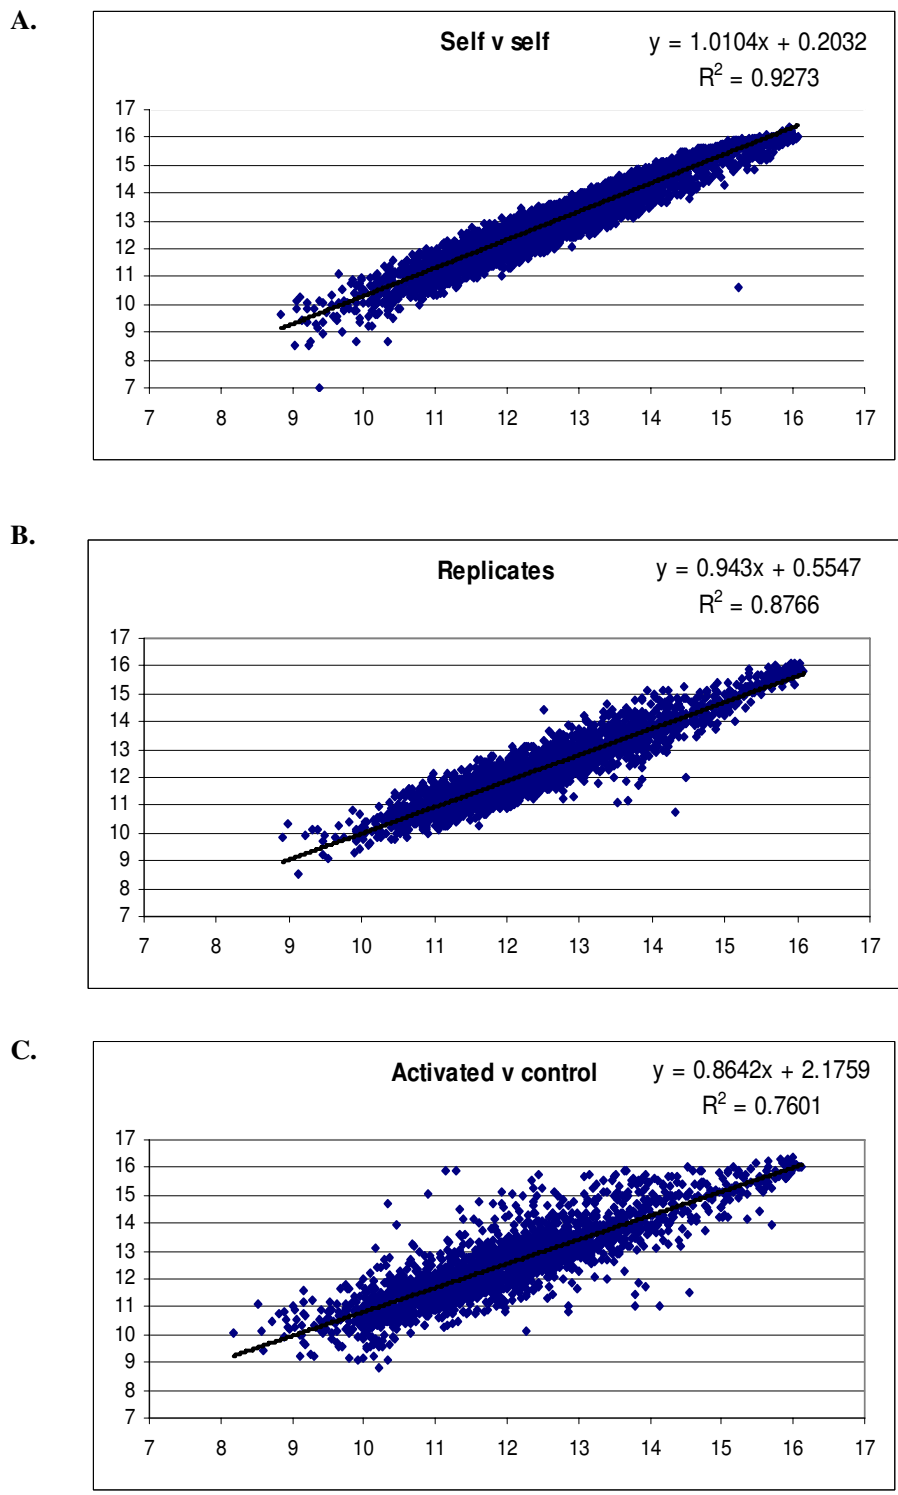 A.
Self v self
y = 1.0104x + 0.2032
R² = 0.9273
17
16
15
14
13
12
11
10
9
8
7
7 8 9 10 11 12 13 14 15 16 17
B.
Replicates
y = 0.943x + 0.5547
R² = 0.8766
17
16
15
14
13
12
11
10
9
8
7
7 8 9 10 11 12 13 14 15 16 17
C.
Activated v control
y = 0.8642x + 2.1759
R² = 0.7601
17
16
15
14
13
12
11
10
9
8
7
7 8 9 10 11 12 13 14 15 16 17